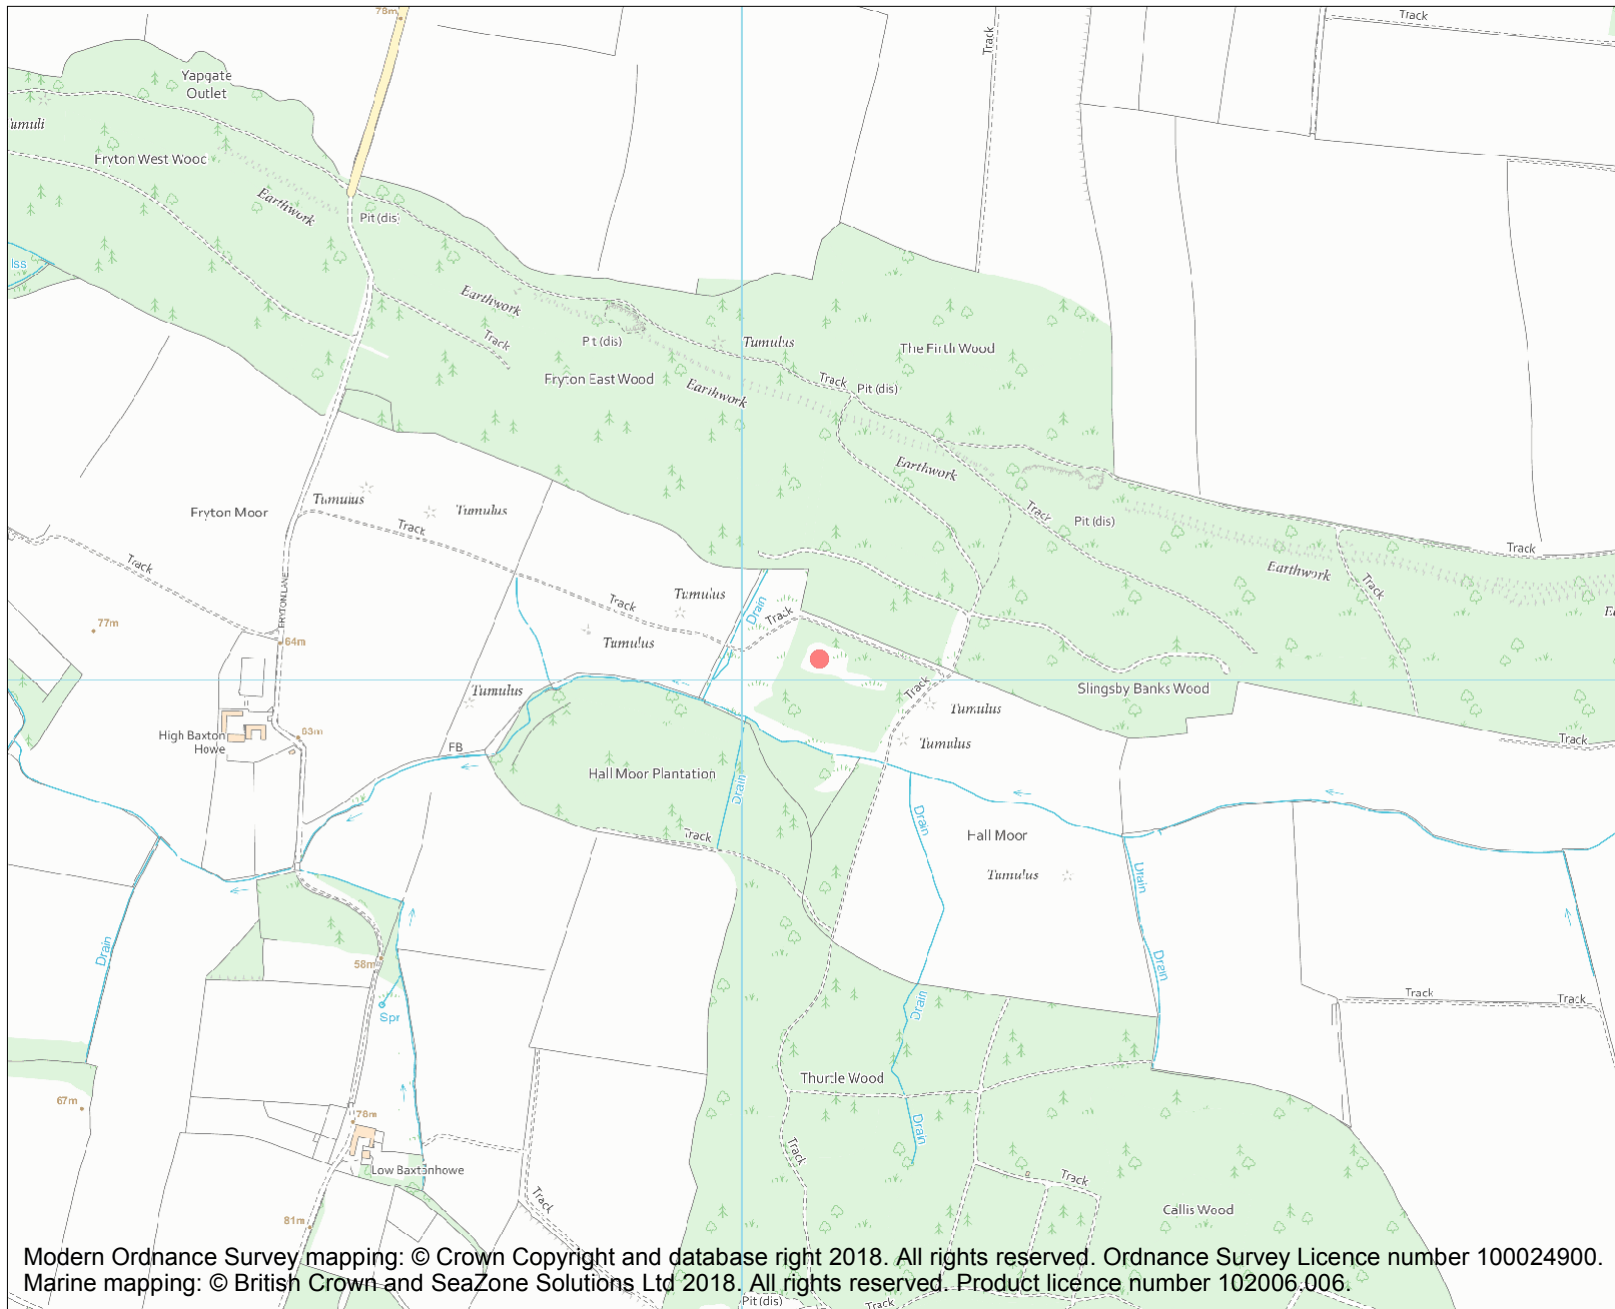 76m
Track
Track
Yapgate
Outlet
Fryton West Wood
Earthwork
Pit (dis)
Earthwork
Pit (dis)
Track
Tumulus
The Firth Wood
Fryton East Wood
Earthwork
Track
Pit (dis)
Earthwork
Track
Pit (dis)
Track
Earthwork
Track
Fryton Moor
Tumulus
Tumulus
Track
Track
FRYTON LANE
77m
64m
Tumulus
Track
Drain
Track
Tumulus
Tumulus
Track
Slingsby Banks Wood
Tumulus
Tumulus
Track
High Baxton
Howe
63m
FB
Hall Moor Plantation
Drain
Track
Drain
Hall Moor
Tumulus
Drain
Drain
Drain
58m
Spr
Drain
Track
Track
67m
76m
Low Baxtonhowe
81m
Track
Thurtle Wood
Drain
Track
Track
Callis Wood
Modern Ordnance Survey mapping: © Crown Copyright and database right 2018. All rights reserved. Ordnance Survey Licence number 100024900.
Marine mapping: © British Crown and SeaZone Solutions Ltd 2018. All rights reserved. Product licence number 102006.006.
Pit (dis)
Track